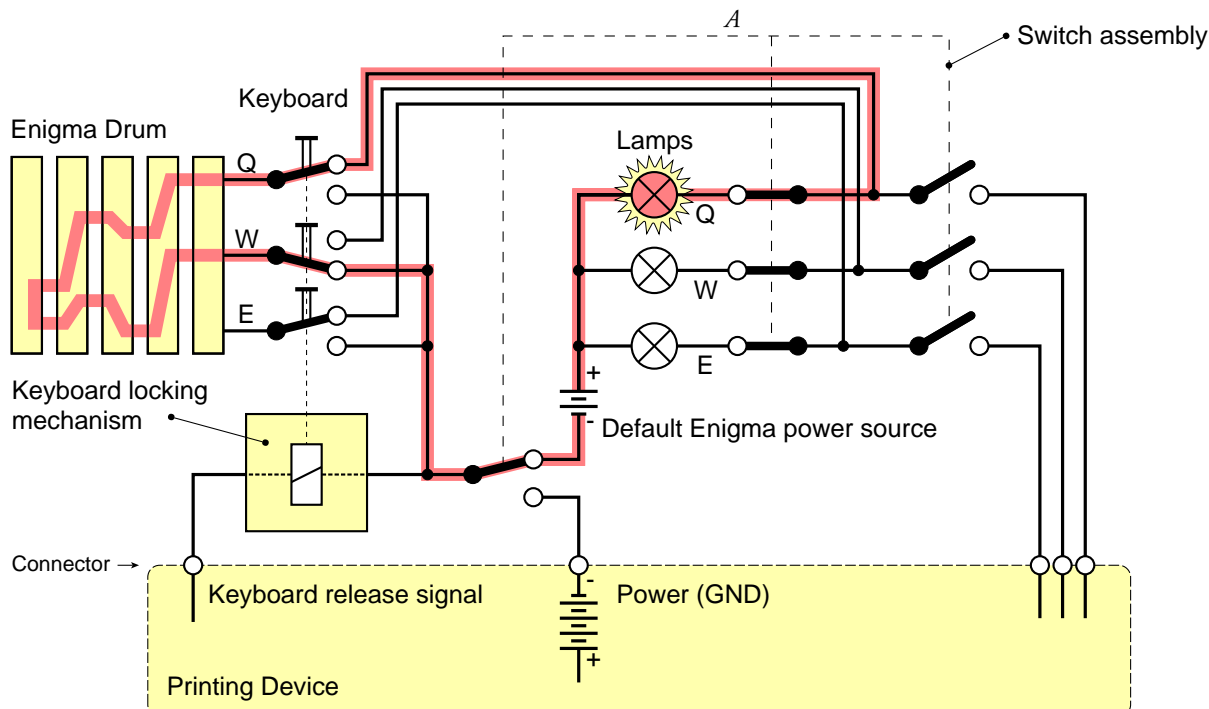 A
Switch assembly
Keyboard
Enigma Drum
Lamps
Q
Q
W
W
E
E
Keyboard locking
mechanism
+
-
Default Enigma power source
Connector →
-
Keyboard release signal
Power (GND)
+
Printing Device